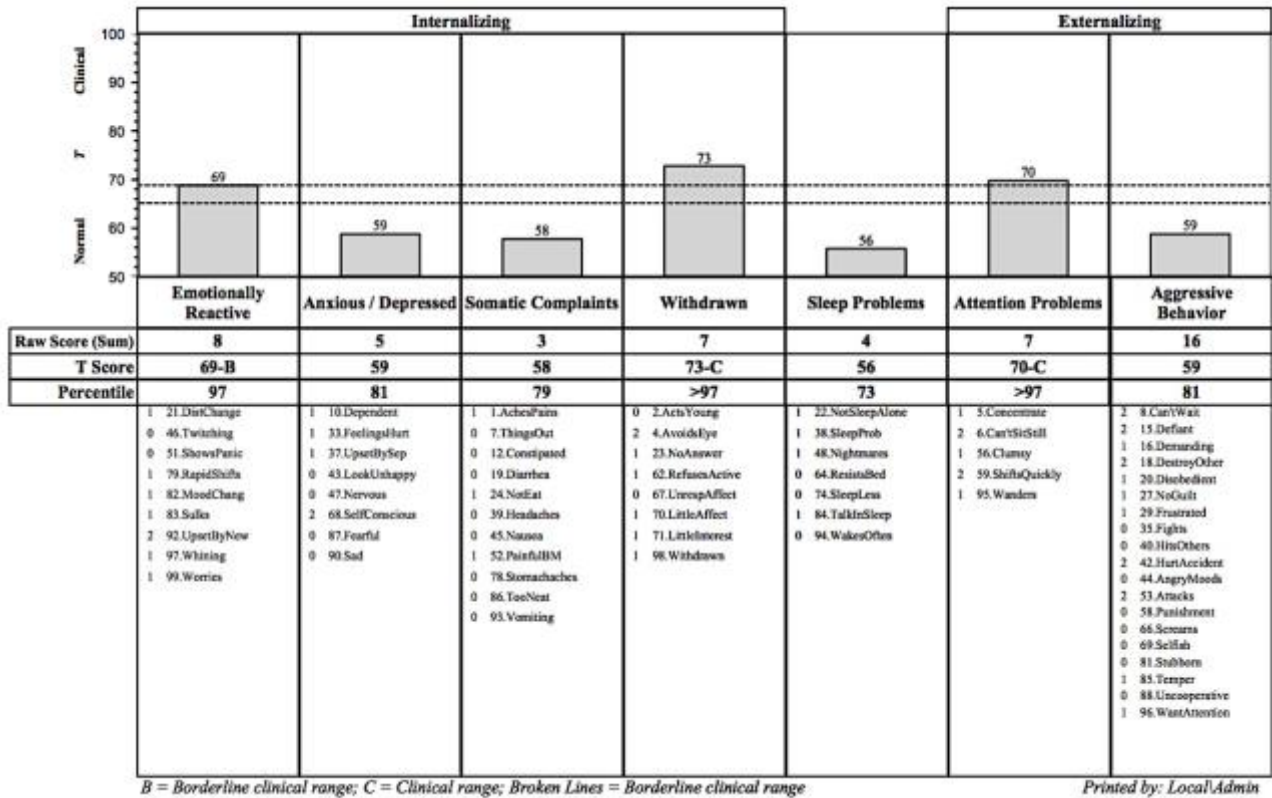 Internalizing Externalizing
100
90
80
70
60
50
Clinical
T
Normal
69
59
58
73
56
70
59
Emotionally Reactive Anxious / Depressed Somatic Complaints Withdrawn Sleep Problems Attention Problems Aggressive Behavior
Raw Score (Sum) 8 5 3 7 4 7 16
T Score 69-B 59 58 73-C 56 70-C 59
Percentile 97 81 79 >97 73 >97 81
1 21.DistChange
0 46.Twitching
0 51.ShowsPanic
1 79.RapidShifts
1 82.MoodChang
1 83.Sulks
2 92.UpsetByNew
1 97.Whining
1 99.Worries
1 10.Dependent
1 33.FeelingsHurt
1 37.UpsetBySep
0 43.LookUnhappy
0 47.Nervous
2 68.SelfConscious
0 87.Fearful
0 90.Sad
1 1.AchesPains
0 7.ThingsOut
0 12.Constipated
0 19.Diarrhea
1 24.NotEat
0 39.Headaches
0 45.Nausea
1 52.PainfulBM
0 78.Stomachaches
0 86.TooNeat
0 93.Vomiting
0 2.ActsYoung
2 4.AvoidsEye
1 23.NoAnswer
1 62.RefusesActive
0 67.UnrespAffect
1 70.LittleAffect
1 71.LittleInterest
1 98.Withdrawn
1 22.NotSleepAlone
1 38.SleepProb
1 48.Nightmares
0 64.ResistsBed
0 74.SleepLess
1 84.TalkInSleep
0 94.WakesOften
1 5.Concentrate
2 6.Can'tSitStill
1 56.Clumsy
2 59.ShiftsQuickly
1 95.Wanders
2 8.Can'tWait
2 15.Defiant
1 16.Demanding
2 18.DestroyOther
1 20.Disobedient
1 27.NoGuilt
1 29.Frustrated
0 35.Fights
0 40.HitsOthers
2 42.HurtAccident
0 44.AngryMoods
2 53.Attacks
0 58.Punishment
0 66.Screams
0 69.Selfish
0 81.Stubborn
1 85.Temper
0 88.Uncooperative
1 96.WantAttention
B = Borderline clinical range; C = Clinical range; Broken Lines = Borderline clinical range Printed by: Local\Admin